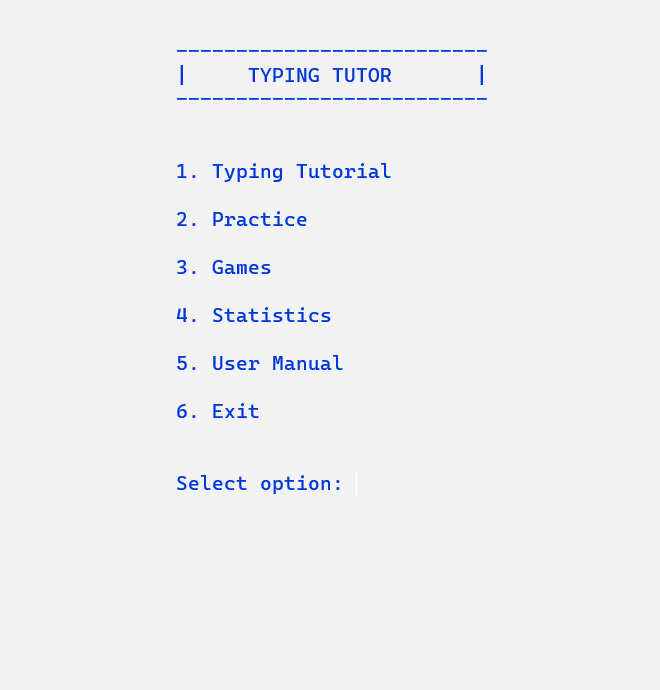 --------------------------
|     TYPING TUTOR       |
--------------------------
1. Typing Tutorial
2. Practice
3. Games
4. Statistics
5. User Manual
6. Exit
Select option: